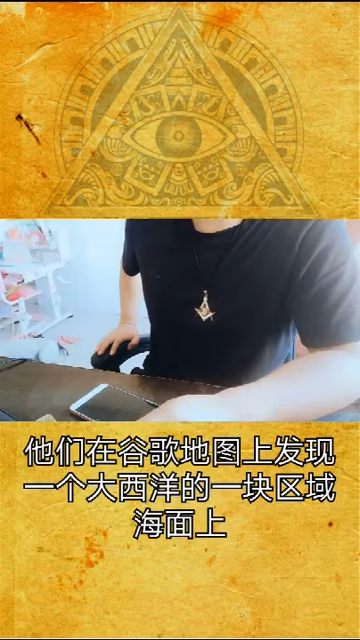 他们在谷歌地图上发现
一个大西洋的一块区域
海面上